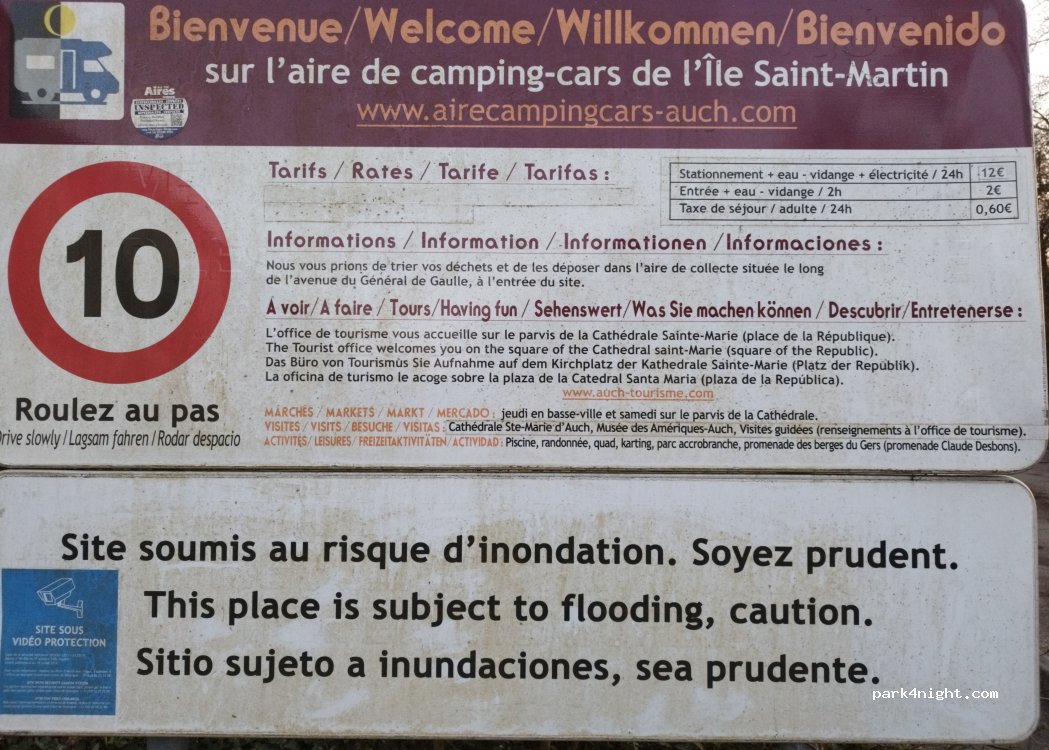 Bienvenue/Welcome/Willkommen/Bienvenido
sur l'aire de camping-cars de l'Île Saint-Martin
www.airecampingcars-auch.com
Aires
INSPECTED
10
Roulez au pas
Drive slowly / Lagsam fahren / Rodar despacio
Tarifs / Rates / Tarife / Tarifas :
Stationnement + eau - vidange + électricité / 24h 12€
Entrée + eau - vidange / 2h 2€
Taxe de séjour / adulte / 24h 0,60€
Informations / Information / Informationen /Informaciones :
Nous vous prions de trier vos déchets et de les déposer dans l'aire de collecte située le long
de l'avenue du Général de Gaulle, à l'entrée du site.
A voir/A faire / Tours/Having fun / Sehenswert/Was Sie machen können / Descubrir/Entretenerse :
L'office de tourisme vous accueille sur le parvis de la Cathédrale Sainte-Marie (place de la République).
The Tourist office welcomes you on the square of the Cathedral saint-Marie (square of the Republic).
Das Büro von Tourismus Sie Aufnahme auf dem Kirchplatz der Kathedrale Sainte-Marie (Platz der Republik).
La oficina de turismo le acoge sobre la plaza de la Catedral Santa Maria (plaza de la República).
www.auch-tourisme.com
MARCHÉS / MARKETS / MARKT / MERCADO : jeudi en basse-ville et samedi sur le parvis de la Cathédrale.
VISITES / VISITS / BESUCHE / VISITAS : Cathédrale Ste-Marie d'Auch, Musée des Amériques-Auch, Visites guidées (renseignements à l'office de tourisme).
ACTIVITÉS / LEISURES / FREIZEITAKTIVITÄTEN / ACTIVIDAD : Piscine, randonnée, quad, karting, parc accrobranche, promenade des berges du Gers (promenade Claude Desbons).
Site soumis au risque d'inondation. Soyez prudent.
This place is subject to flooding, caution.
Sitio sujeto a inundaciones, sea prudente.
SITE SOUS
VIDÉO PROTECTION
park4night.com